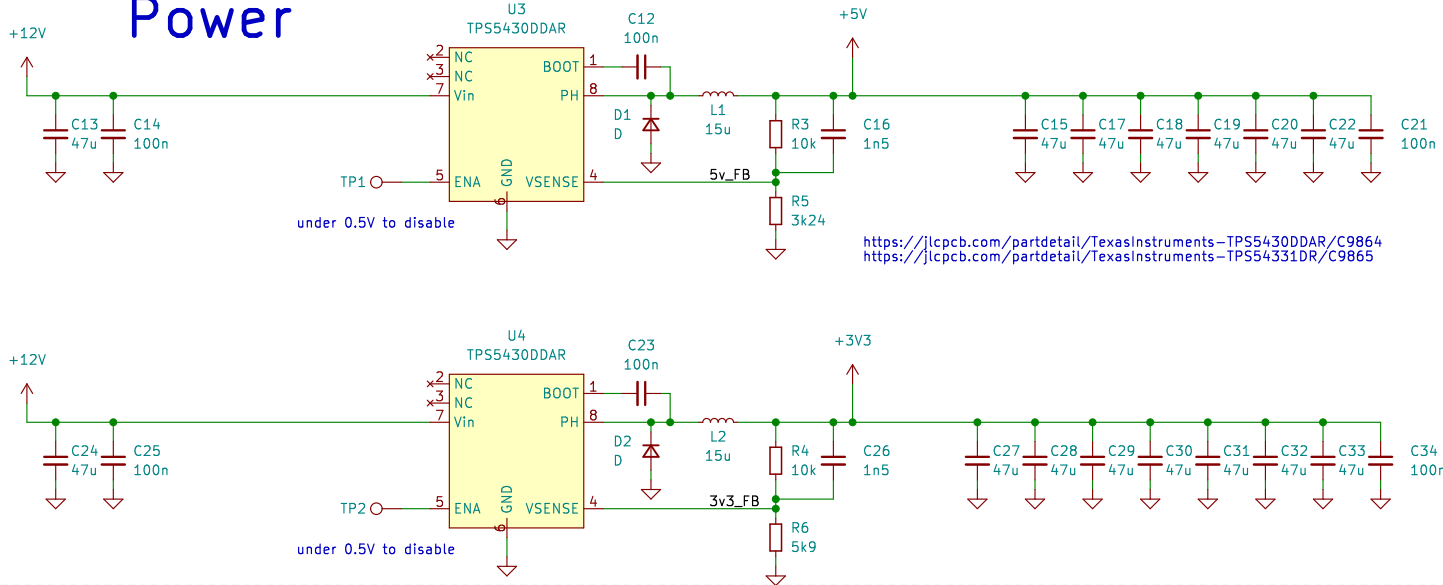 Power
+12V
U3
TPS5430DDAR
C12
100n
+5V
2
NC
3
NC
7
Vin
BOOT
1
PH
8
C13
47u
C14
100n
D1
D
L1
15u
R3
10k
C16
1n5
C15
47u
C17
47u
C18
47u
C19
47u
C20
47u
C22
47u
C21
100n
TP1
5
ENA
GND
6
VSENSE
4
5v_FB
R5
3k24
under 0.5V to disable
https://jlcpcb.com/partdetail/TexasInstruments-TPS5430DDAR/C9864
https://jlcpcb.com/partdetail/TexasInstruments-TPS54331DR/C9865
+12V
U4
TPS5430DDAR
C23
100n
+3V3
2
NC
3
NC
7
Vin
BOOT
1
PH
8
C24
47u
C25
100n
D2
D
L2
15u
R4
10k
C26
1n5
C27
47u
C28
47u
C29
47u
C30
47u
C31
47u
C32
47u
C33
47u
C34
100n
TP2
5
ENA
GND
6
VSENSE
4
3v3_FB
R6
5k9
under 0.5V to disable